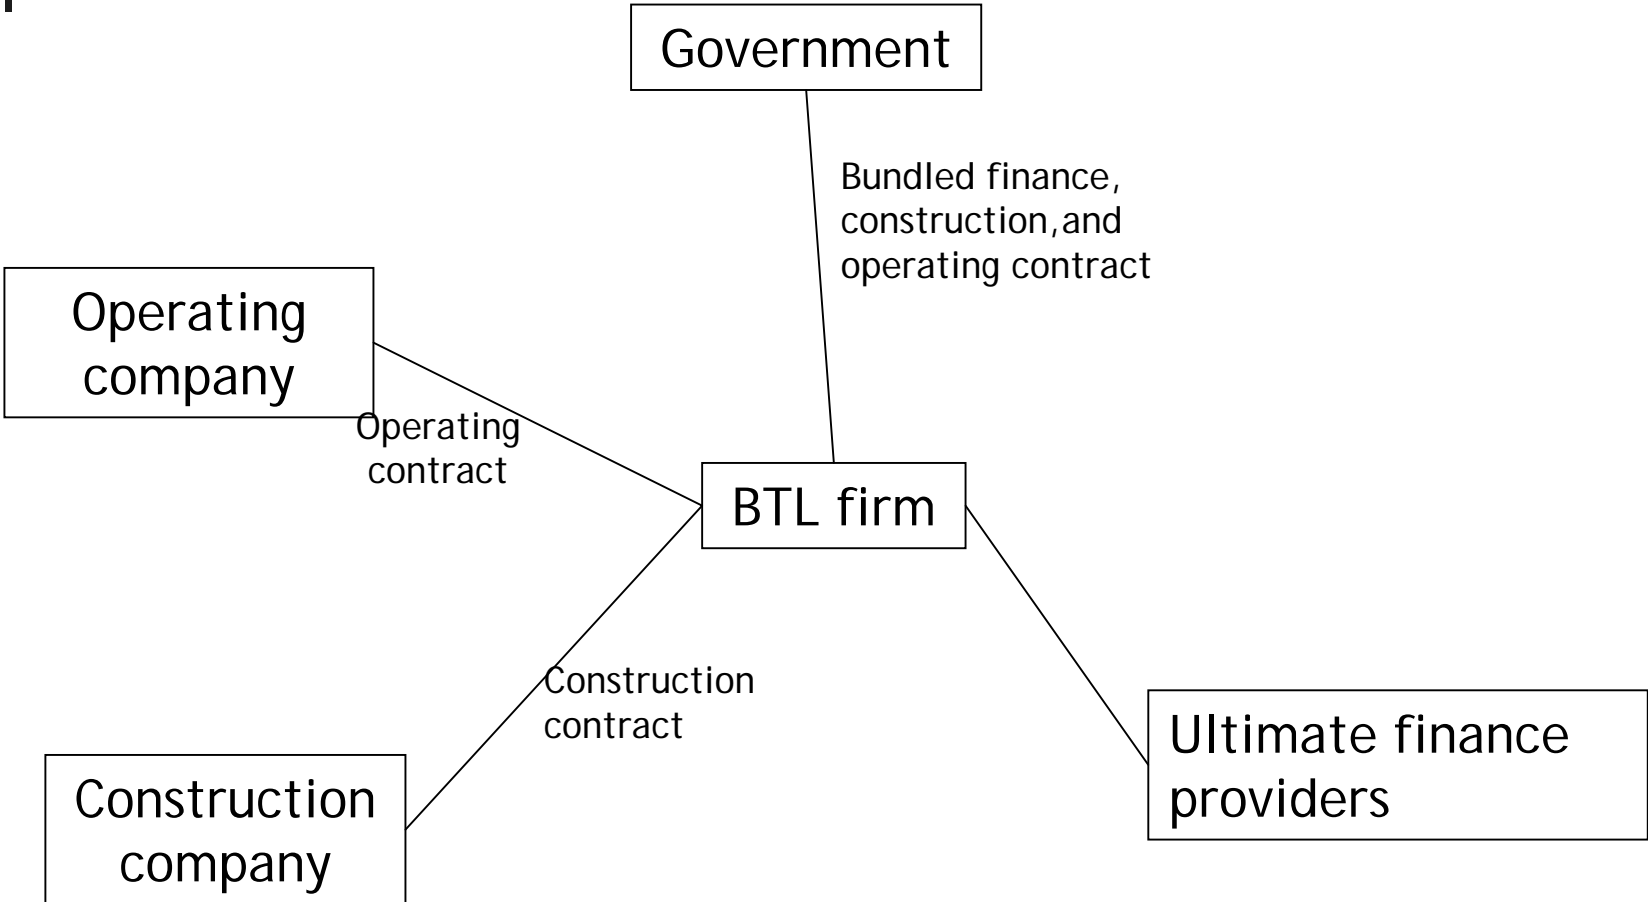 Government
Bundled finance,
construction,and
operating contract
Operating
company
Operating
contract
BTL firm
Construction
contract
Ultimate finance
providers
Construction
company